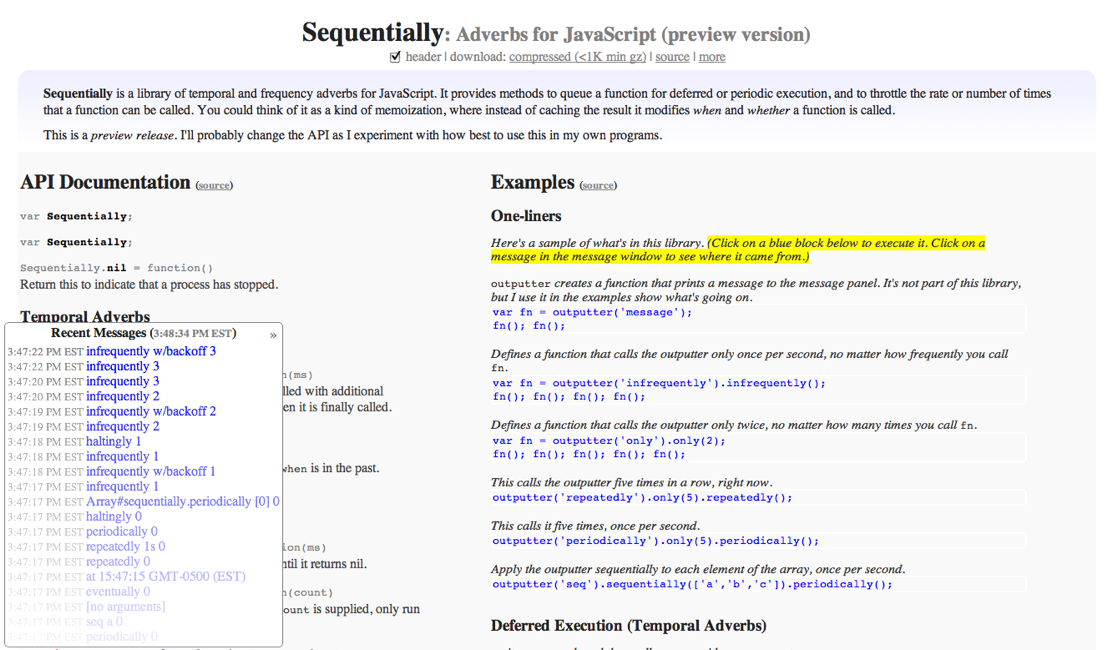 Sequentially: Adverbs for JavaScript (preview version)
header | download: compressed (<1K min gz) | source | more
Sequentially is a library of temporal and frequency adverbs for JavaScript. It provides methods to queue a function for deferred or periodic execution, and to throttle the rate or number of times
that a function can be called. You could think of it as a kind of memoization, where instead of caching the result it modifies when and whether a function is called.
This is a preview release. I'll probably change the API as I experiment with how best to use this in my own programs.
API Documentation (source)
var Sequentially;
var Sequentially;
Sequentially.nil = function()
Return this to indicate that a process has stopped.
Temporal Adverbs
Recent Messages (3:48:34 PM EST) »
3:47:22 PM EST infrequently w/backoff 3
3:47:22 PM EST infrequently 3
3:47:20 PM EST infrequently 3
3:47:20 PM EST infrequently 2
3:47:19 PM EST infrequently w/backoff 2
3:47:19 PM EST infrequently 2
3:47:18 PM EST haltingly 1
3:47:18 PM EST infrequently 1
3:47:18 PM EST infrequently w/backoff 1
3:47:17 PM EST infrequently 1
3:47:17 PM EST Array#sequentially.periodically [0] 0
3:47:17 PM EST haltingly 0
3:47:17 PM EST periodically 0
3:47:17 PM EST repeatedly 1s 0
3:47:17 PM EST repeatedly 0
3:47:17 PM EST at 15:47:15 GMT-0500 (EST)
3:47:17 PM EST eventually 0
3:47:17 PM EST [no arguments]
3:47:17 PM EST seq a 0
3:47:17 PM EST periodically 0
(ms)
lled with additional
en it is finally called.
when is in the past.
ion(ms)
ntil it returns nil.
(count)
count is supplied, only run
Examples (source)
One-liners
Here's a sample of what's in this library. (Click on a blue block below to execute it. Click on a
message in the message window to see where it came from.)
outputter creates a function that prints a message to the message panel. It's not part of this library,
but I use it in the examples show what's going on.
var fn = outputter('message');
fn(); fn();
Defines a function that calls the outputter only once per second, no matter how frequently you call
fn.
var fn = outputter('infrequently').infrequently();
fn(); fn(); fn(); fn();
Defines a function that calls the outputter only twice, no matter how many times you call fn.
var fn = outputter('only').only(2);
fn(); fn(); fn(); fn(); fn();
This calls the outputter five times in a row, right now.
outputter('repeatedly').only(5).repeatedly();
This calls it five times, once per second.
outputter('periodically').only(5).periodically();
Apply the outputter sequentially to each element of the array, once per second.
outputter('seq').sequentially(['a','b','c']).periodically();
Deferred Execution (Temporal Adverbs)